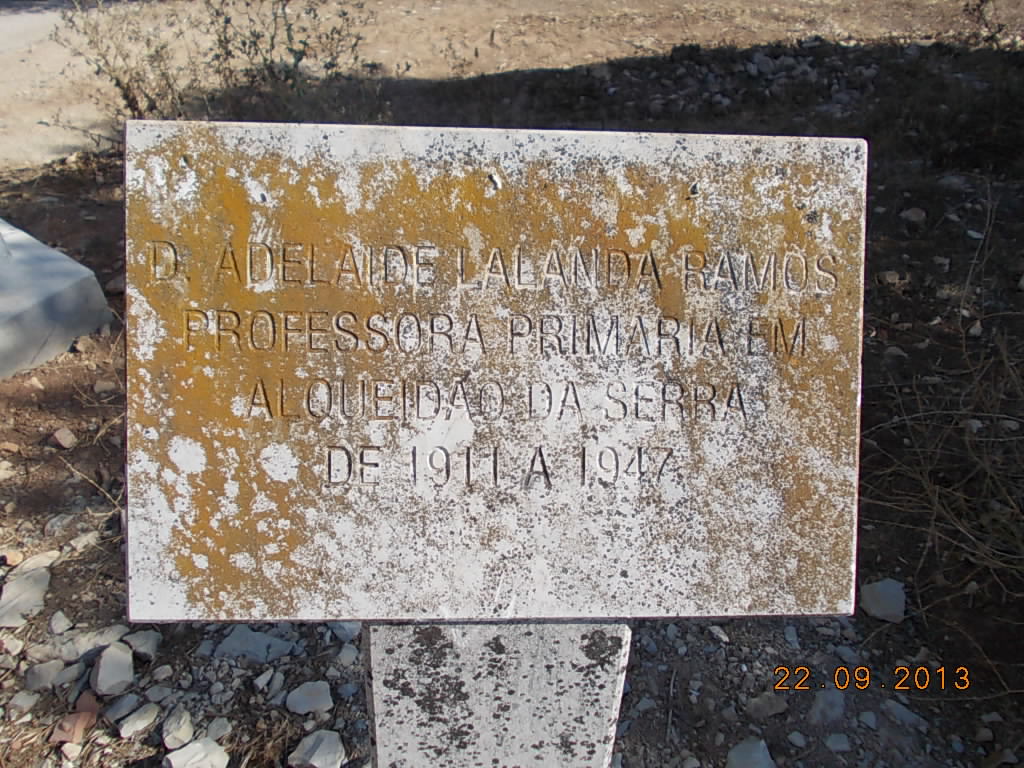 D. ADELAIDE LALANDA RAMOS
PROFESSORA PRIMARIA EM
ALQUEIDÃO DA SERRA
DE 1911 A 1947
22.09.2013